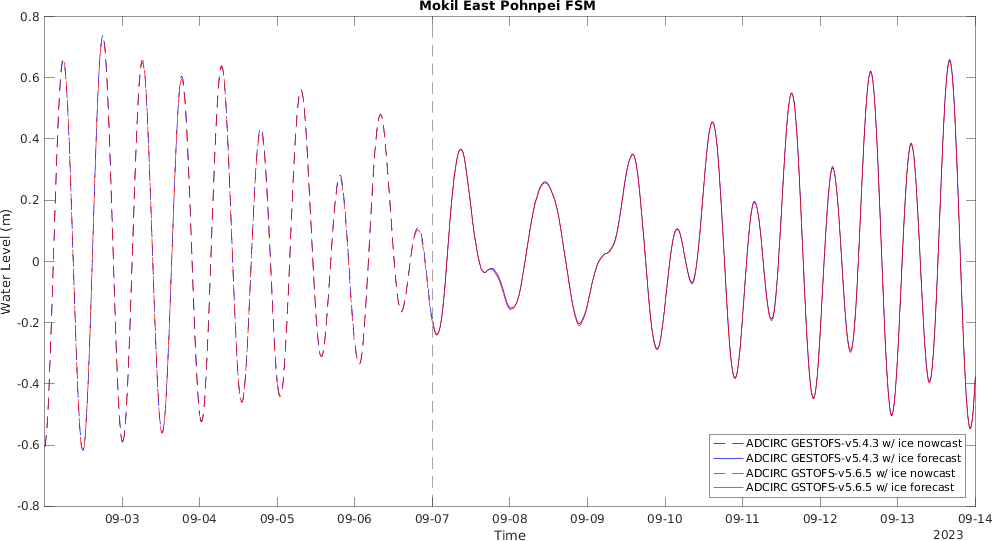 Mokil East Pohnpei FSM
0.8
0.6
0.4
0.2
0
-0.2
-0.4
-0.6
-0.8
Water Level (m)
09-03 09-04 09-05 09-06 09-07 09-08 09-09 09-10 09-11 09-12 09-13 09-14
Time
2023
ADCIRC GESTOFS-v5.4.3 w/ ice nowcast
ADCIRC GESTOFS-v5.4.3 w/ ice forecast
ADCIRC GSTOFS-v5.6.5 w/ ice nowcast
ADCIRC GSTOFS-v5.6.5 w/ ice forecast